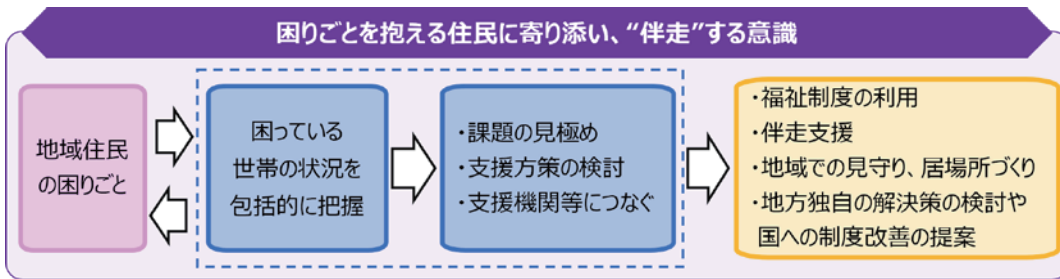 困りごとを抱える住民に寄り添い、“伴走”する意識
地域住民
の困りごと
困っている
世帯の状況を
包括的に把握
・課題の見極め
・支援方策の検討
・支援機関等につなぐ
・福祉制度の利用
・伴走支援
・地域での見守り、居場所づくり
・地方独自の解決策の検討や
国への制度改善の提案